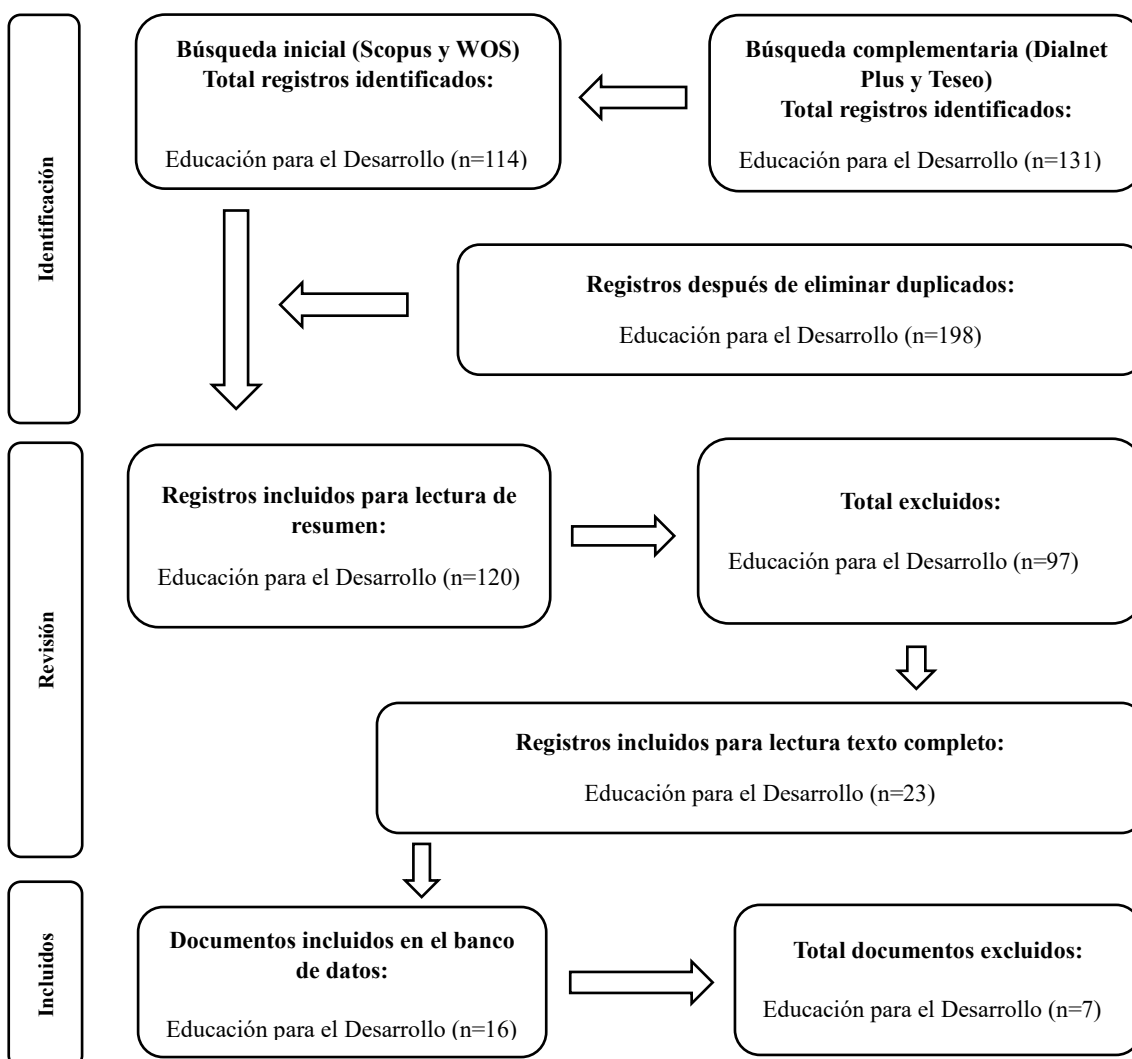 Identificación
Búsqueda inicial (Scopus y WOS)
Total registros identificados:
Educación para el Desarrollo (n=114)
Búsqueda complementaria (Dialnet
Plus y Teseo)
Total registros identificados:
Educación para el Desarrollo (n=131)
Registros después de eliminar duplicados:
Educación para el Desarrollo (n=198)
Revisión
Registros incluidos para lectura de
resumen:
Educación para el Desarrollo (n=120)
Total excluidos:
Educación para el Desarrollo (n=97)
Registros incluidos para lectura texto completo:
Educación para el Desarrollo (n=23)
Incluidos
Documentos incluidos en el banco
de datos:
Educación para el Desarrollo (n=16)
Total documentos excluidos:
Educación para el Desarrollo (n=7)